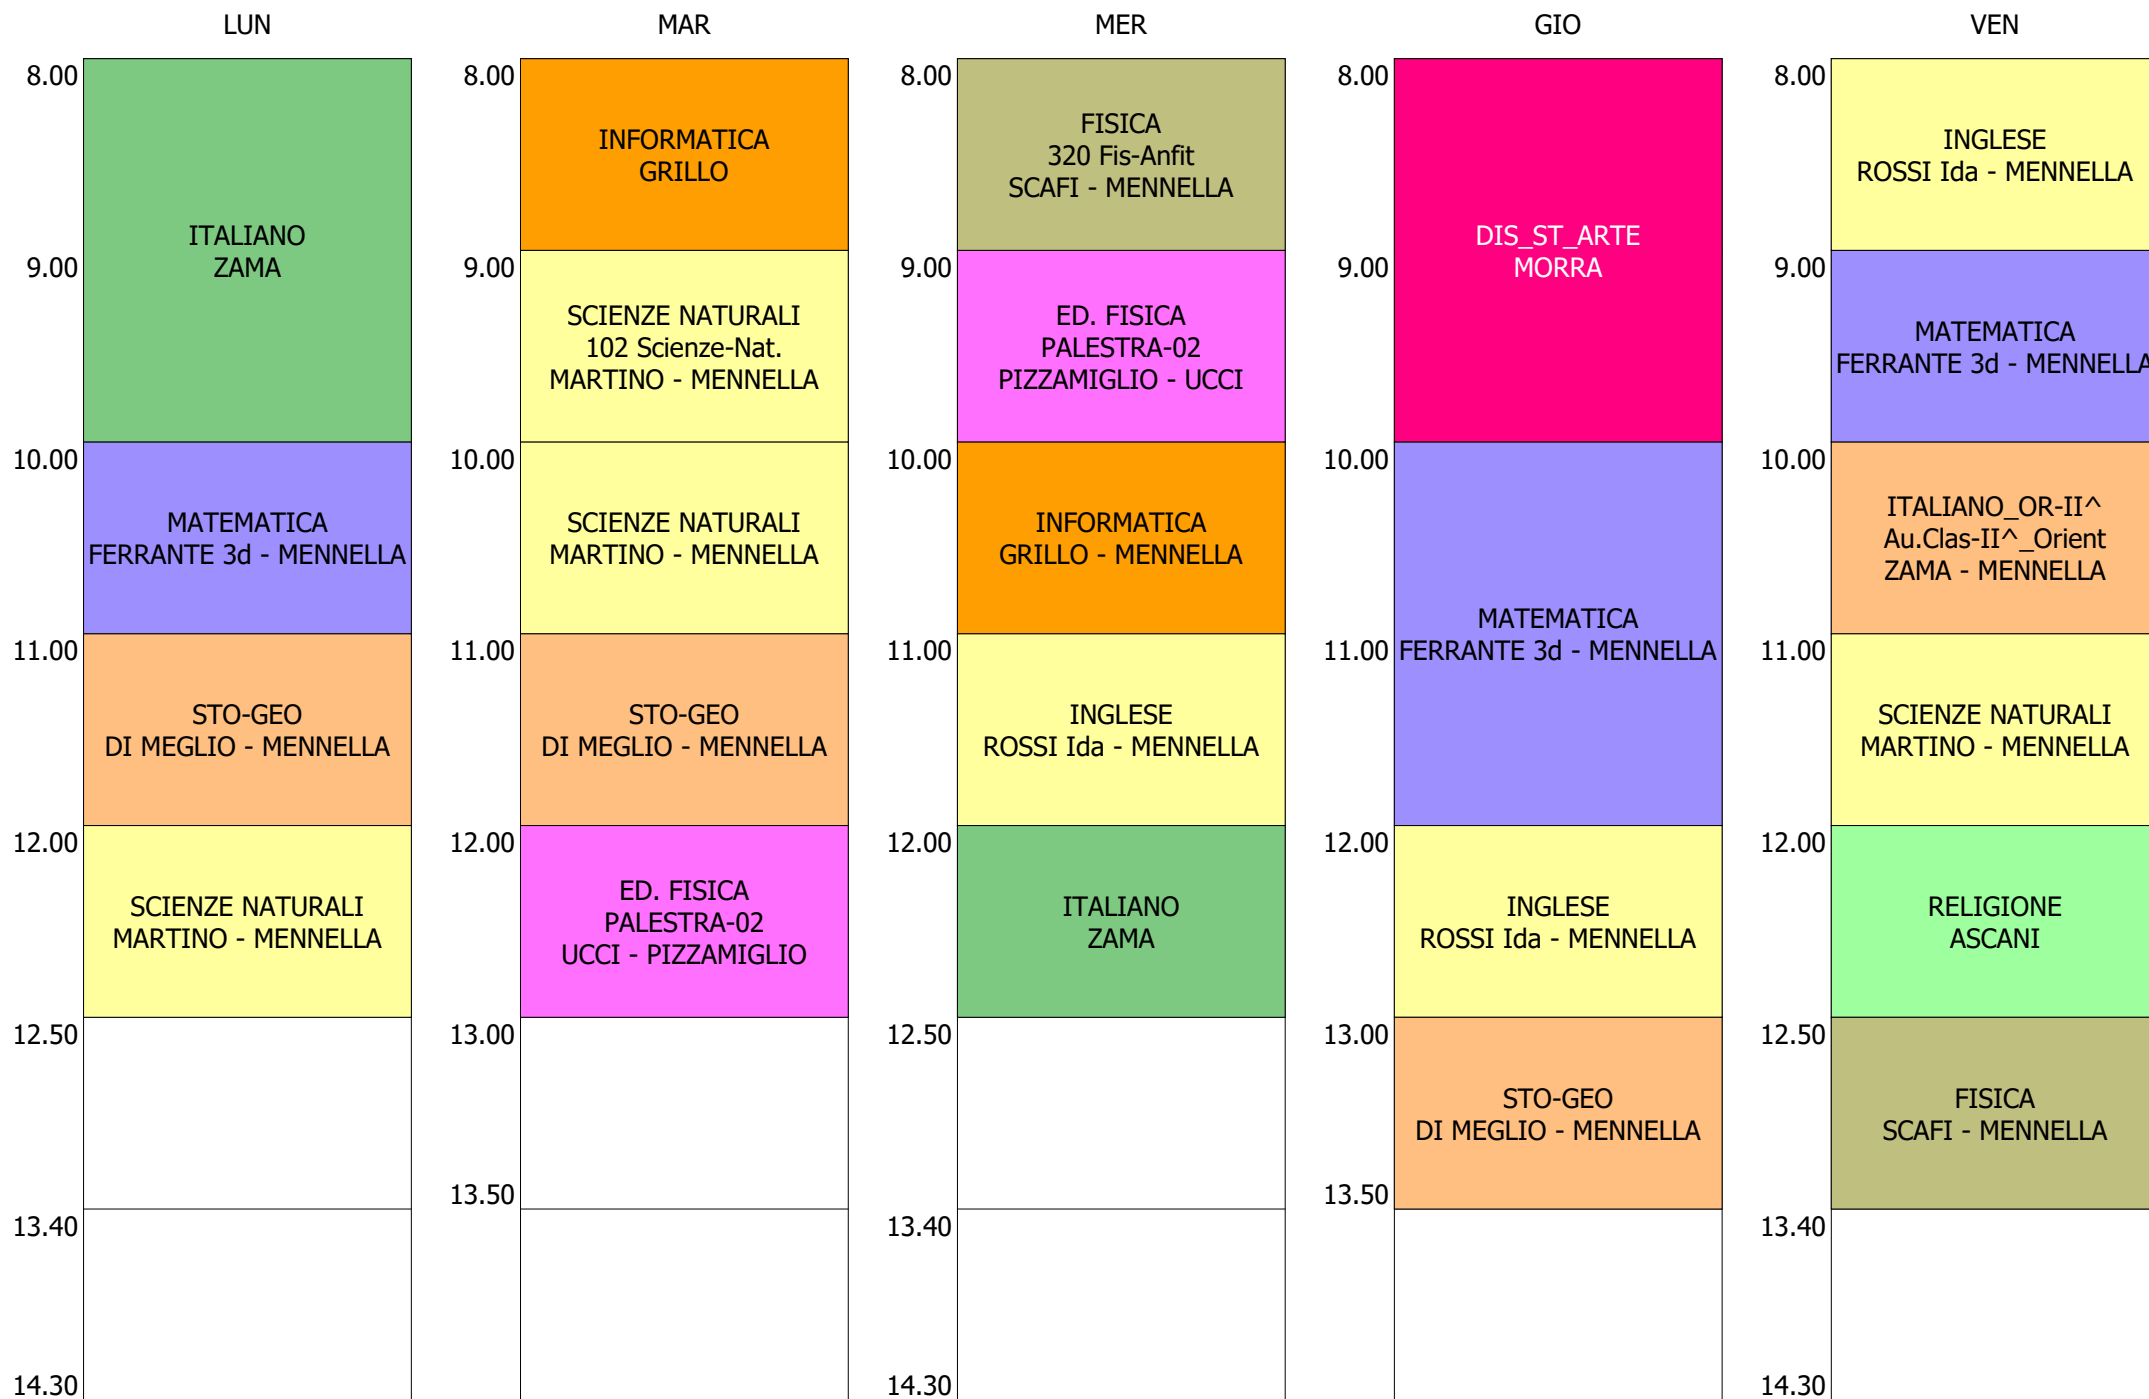 LUN
8.00
ITALIANO
ZAMA
9.00
10.00
MATEMATICA
FERRANTE 3d - MENNELLA
11.00
STO-GEO
DI MEGLIO - MENNELLA
12.00
SCIENZE NATURALI
MARTINO - MENNELLA
12.50
13.40
14.30
MAR
8.00
INFORMATICA
GRILLO
9.00
SCIENZE NATURALI
102 Scienze-Nat.
MARTINO - MENNELLA
10.00
SCIENZE NATURALI
MARTINO - MENNELLA
11.00
STO-GEO
DI MEGLIO - MENNELLA
12.00
ED. FISICA
PALESTRA-02
UCCI - PIZZAMIGLIO
13.00
13.50
MER
8.00
FISICA
320 Fis-Anfit
SCAFI - MENNELLA
9.00
ED. FISICA
PALESTRA-02
PIZZAMIGLIO - UCCI
10.00
INFORMATICA
GRILLO - MENNELLA
11.00
INGLESE
ROSSI Ida - MENNELLA
12.00
ITALIANO
ZAMA
12.50
13.40
14.30
GIO
8.00
DIS_ST_ARTE
MORRA
9.00
10.00
MATEMATICA
FERRANTE 3d - MENNELLA
11.00
12.00
INGLESE
ROSSI Ida - MENNELLA
13.00
STO-GEO
DI MEGLIO - MENNELLA
13.50
VEN
8.00
INGLESE
ROSSI Ida - MENNELLA
9.00
MATEMATICA
FERRANTE 3d - MENNELLA
10.00
ITALIANO_OR-II^
Au.Clas-II^_Orient
ZAMA - MENNELLA
11.00
SCIENZE NATURALI
MARTINO - MENNELLA
12.00
RELIGIONE
ASCANI
12.50
FISICA
SCAFI - MENNELLA
13.40
14.30